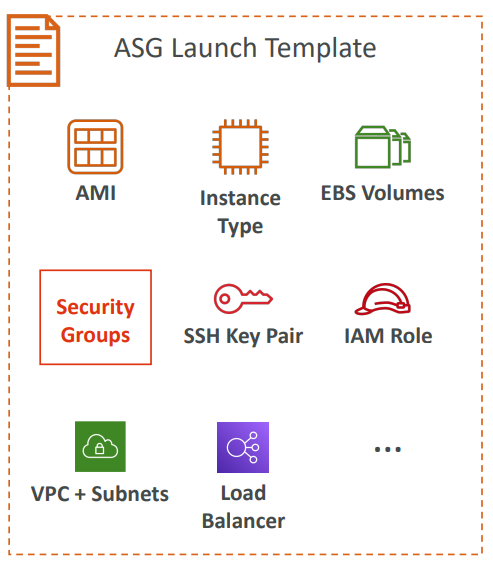 ASG Launch Template
AMI
Instance
Type
EBS Volumes
Security
Groups
SSH Key Pair
IAM Role
VPC + Subnets
Load
Balancer
...